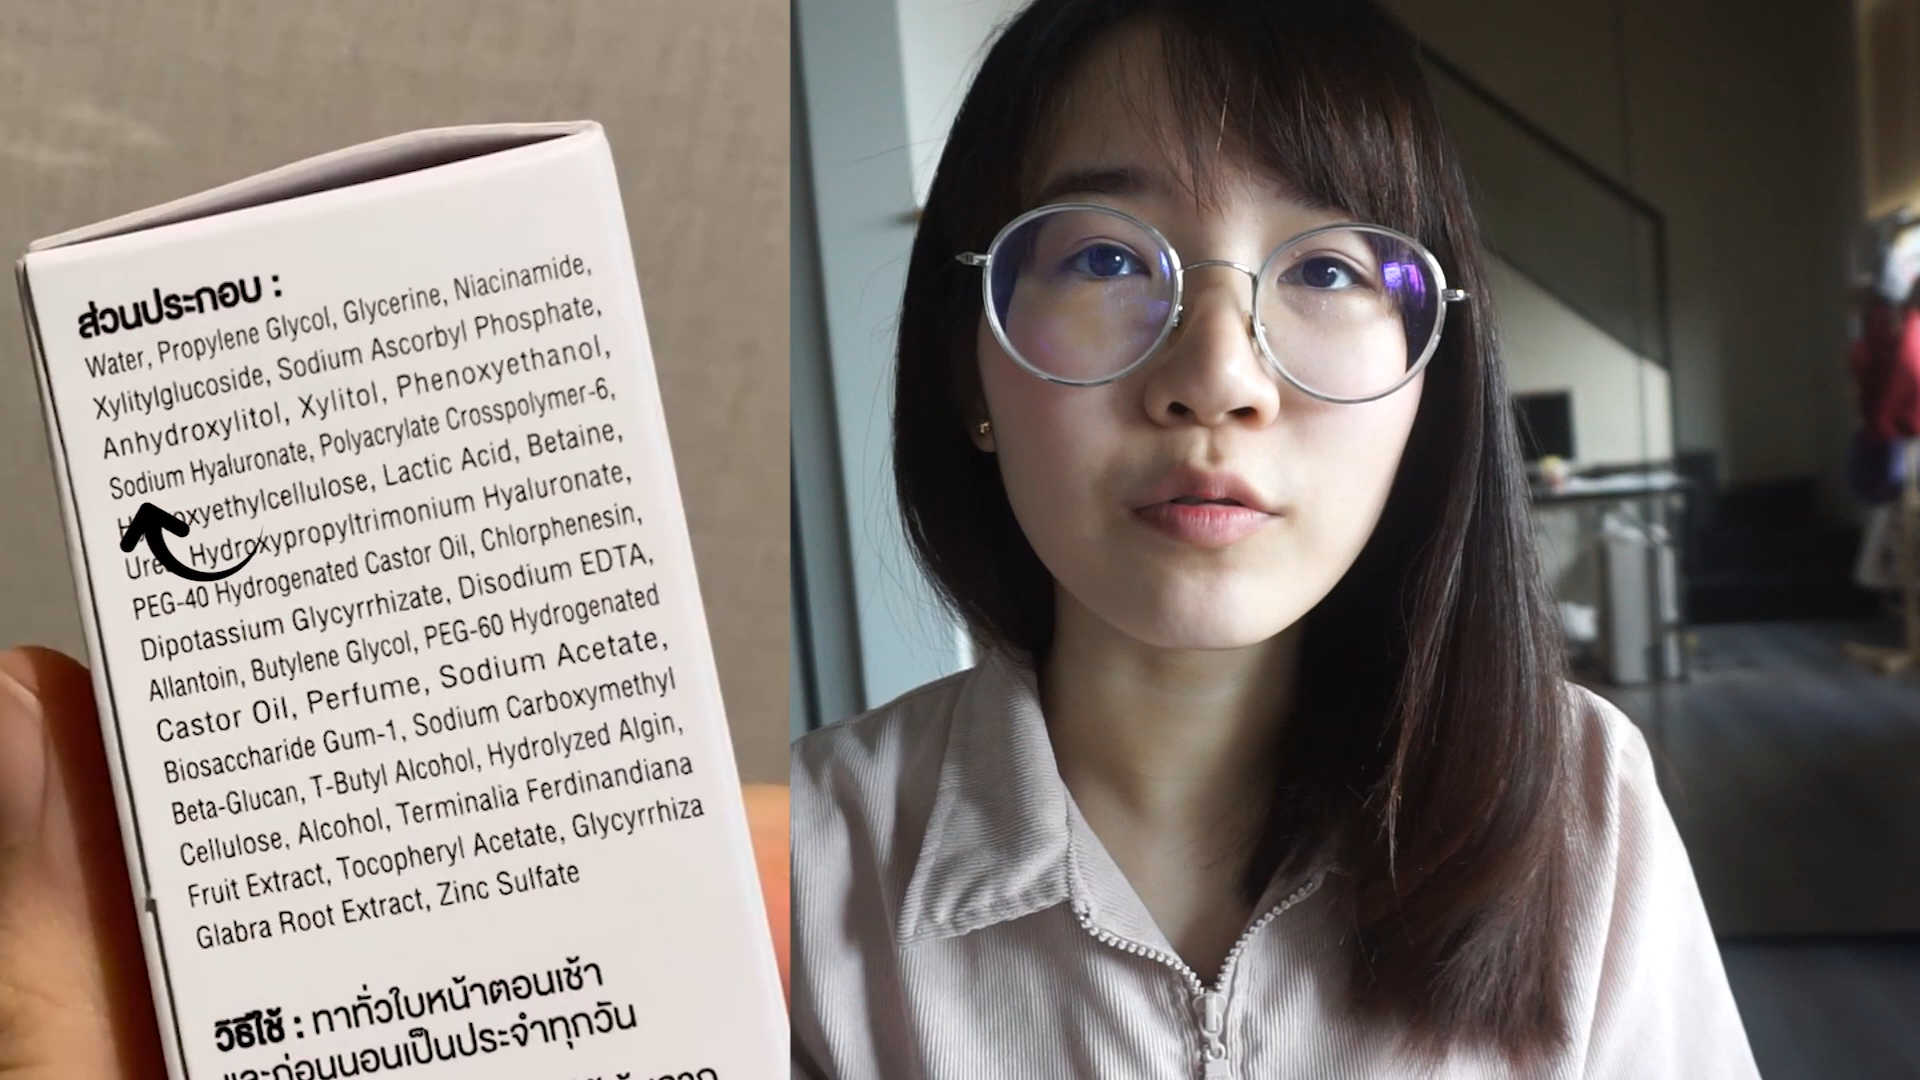 ส่วนประกอบ :
Water, Propylene Glycol, Glycerine, Niacinamide,
Xylitylglucoside, Sodium Ascorbyl Phosphate,
Anhydroxylitol, Xylitol, Phenoxyethanol,
Sodium Hyaluronate, Polyacrylate Crosspolymer-6,
Lactic Acid, Betaine,
Hydroxypropyltrimonium Hyaluronate,
PEG-40 Hydrogenated Castor Oil, Chlorphenesin,
Dipotassium Glycyrrhizate, Disodium EDTA,
Allantoin, Butylene Glycol, PEG-60 Hydrogenated
Castor Oil, Perfume, Sodium Acetate,
Biosaccharide Gum-1, Sodium Carboxymethyl
Beta-Glucan, T-Butyl Alcohol, Hydrolyzed Algin,
Cellulose, Alcohol, Terminalia Ferdinandiana
Fruit Extract, Tocopheryl Acetate, Glycyrrhiza
Glabra Root Extract, Zinc Sulfate
วิธีใช้ : ทาทั่วใบหน้าตอนเช้า
และก่อนนอนเป็นประจำทุกวัน